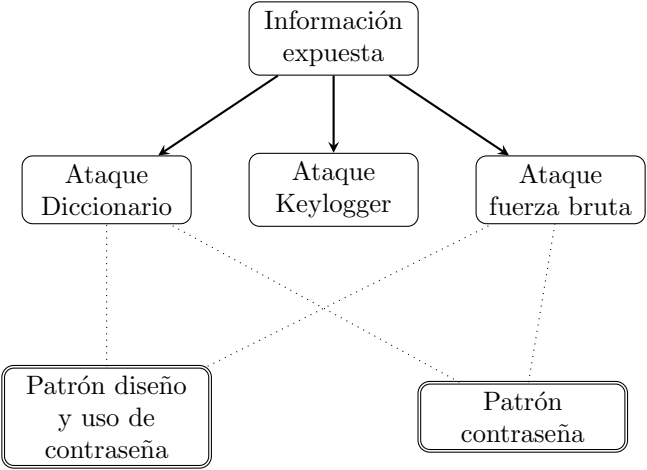 Información
expuesta
Ataque
Diccionario
Ataque
Keylogger
Ataque
fuerza bruta
Patrón diseño
y uso de
contraseña
Patrón
contraseña